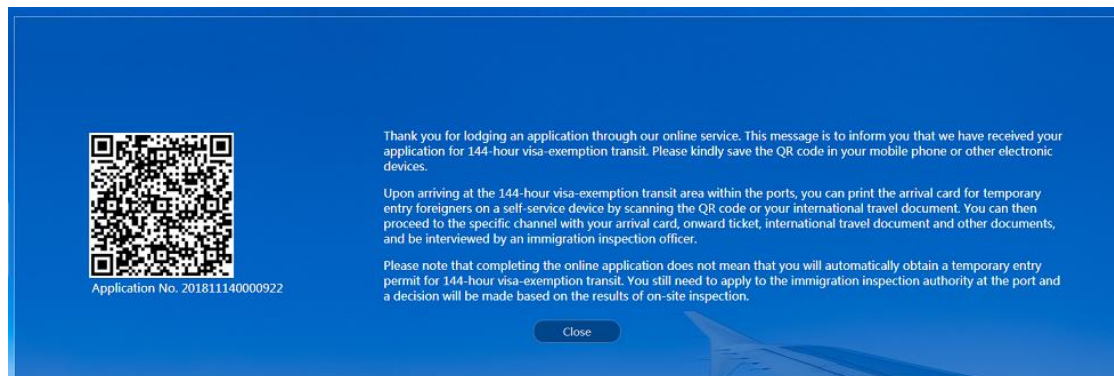 Thank you for lodging an application through our online service. This message is to inform you that we have received your
application for 144-hour visa-exemption transit. Please kindly save the QR code in your mobile phone or other electronic
devices.
Upon arriving at the 144-hour visa-exemption transit area within the ports, you can print the arrival card for temporary
entry foreigners on a self-service device by scanning the QR code or your international travel document. You can then
proceed to the specific channel with your arrival card, onward ticket, international travel document and other documents,
and be interviewed by an immigration inspection officer.
Please note that completing the online application does not mean that you will automatically obtain a temporary entry
permit for 144-hour visa-exemption transit. You still need to apply to the immigration inspection authority at the port and
a decision will be made based on the results of on-site inspection.
Application No. 201811140000922
Close